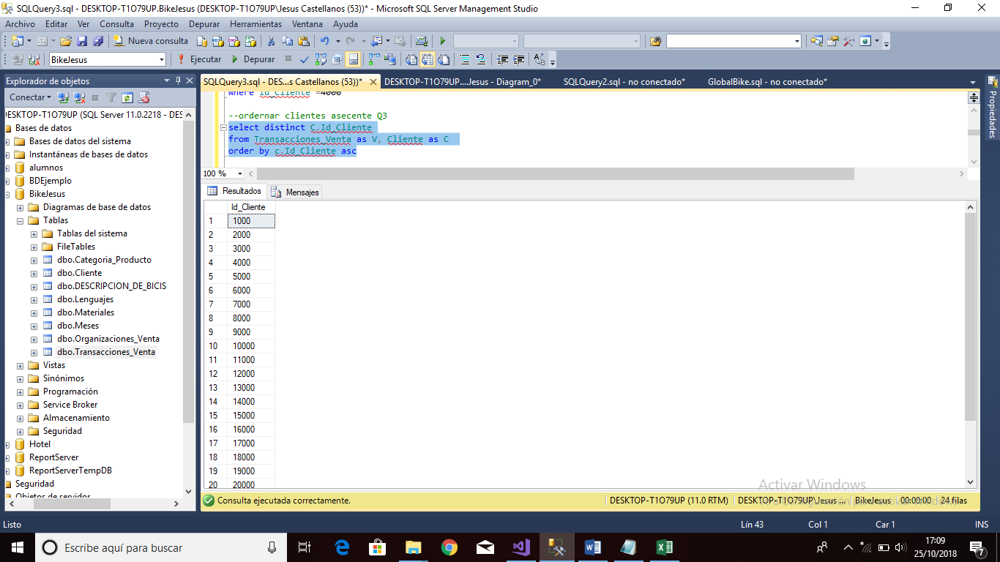 SQLQuery3.sql - DESKTOP-T1O79UP.BikeJesus (DESKTOP-T1O79UP\Jesus Castellanos (53))* - Microsoft SQL Server Management Studio
Archivo Editar Ver Consulta Proyecto Depurar Herramientas Ventana Ayuda
Nueva consulta
BikeJesus Ejecutar Depurar
Explorador de objetos
Conectar
DESKTOP-T1O79UP (SQL Server 11.0.2218 - DES
Bases de datos
Bases de datos del sistema
Instantáneas de bases de datos
alumnos
BDEjemplo
BikeJesus
Diagramas de base de datos
Tablas
Tablas del sistema
FileTables
dbo.Categoria_Producto
dbo.Cliente
dbo.DESCRIPCION_DE_BICIS
dbo.Lenguajes
dbo.Materiales
dbo.Meses
dbo.Organizaciones_Venta
dbo.Transacciones_Venta
Vistas
Sinónimos
Programación
Service Broker
Almacenamiento
Seguridad
Hotel
ReportServer
ReportServerTempDB
Seguridad
Objetos de servidor
SQLQuery3.sql - DES...s Castellanos (53))* DESKTOP-T1O79UP....Jesus - Diagram_0* SQLQuery2.sql - no conectado* GlobalBike.sql - no conectado*
where Id_Cliente =4000
--ordernar clientes asecente Q3
select distinct C.Id_Cliente
from Transacciones_Venta as V, Cliente as C
order by c.Id_Cliente asc
100 %
Resultados Mensajes
Id_Cliente
1 1000
2 2000
3 3000
4 4000
5 5000
6 6000
7 7000
8 8000
9 9000
10 10000
11 11000
12 12000
13 13000
14 14000
15 15000
16 16000
17 17000
18 18000
19 19000
20 20000
Propiedades
Activar Windows
Consulta ejecutada correctamente. DESKTOP-T1O79UP (11.0 RTM) DESKTOP-T1O79UP\Jesus ... BikeJesus 00:00:00 24 filas
Listo Lín 43 Col 1 Car 1 INS
Escribe aquí para buscar
17:09
25/10/2018
7